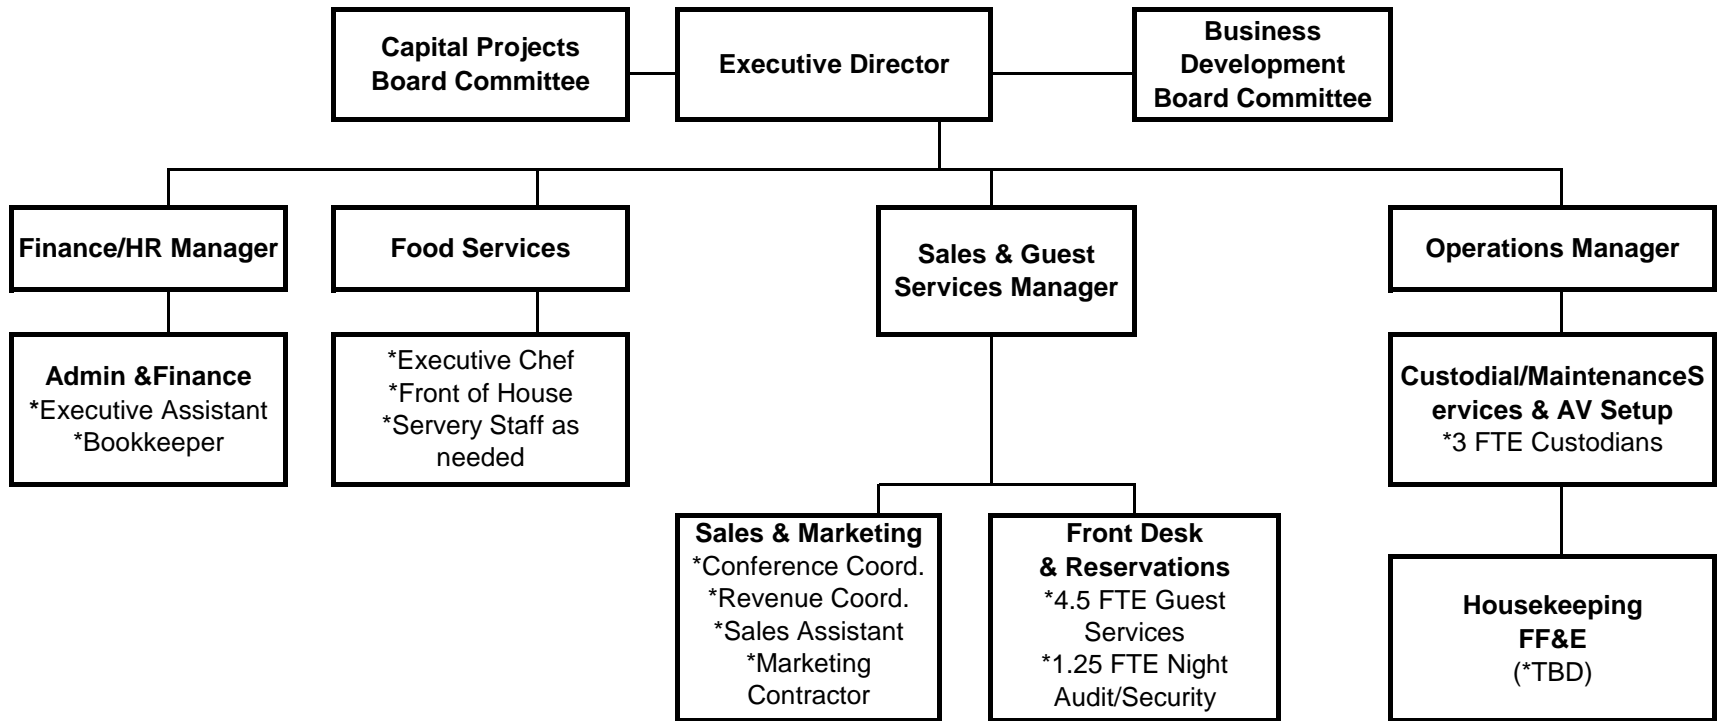 Capital Projects
Board Committee
Executive Director
Business
Development
Board Committee
Finance/HR Manager
Food Services
Sales & Guest
Services Manager
Operations Manager
Admin &Finance
*Executive Assistant
*Bookkeeper
*Executive Chef
*Front of House
*Servery Staff as
needed
Custodial/MaintenanceS
ervices & AV Setup
*3 FTE Custodians
Sales & Marketing
*Conference Coord.
*Revenue Coord.
*Sales Assistant
*Marketing
Contractor
Front Desk
& Reservations
*4.5 FTE Guest
Services
*1.25 FTE Night
Audit/Security
Housekeeping
FF&E
(*TBD)